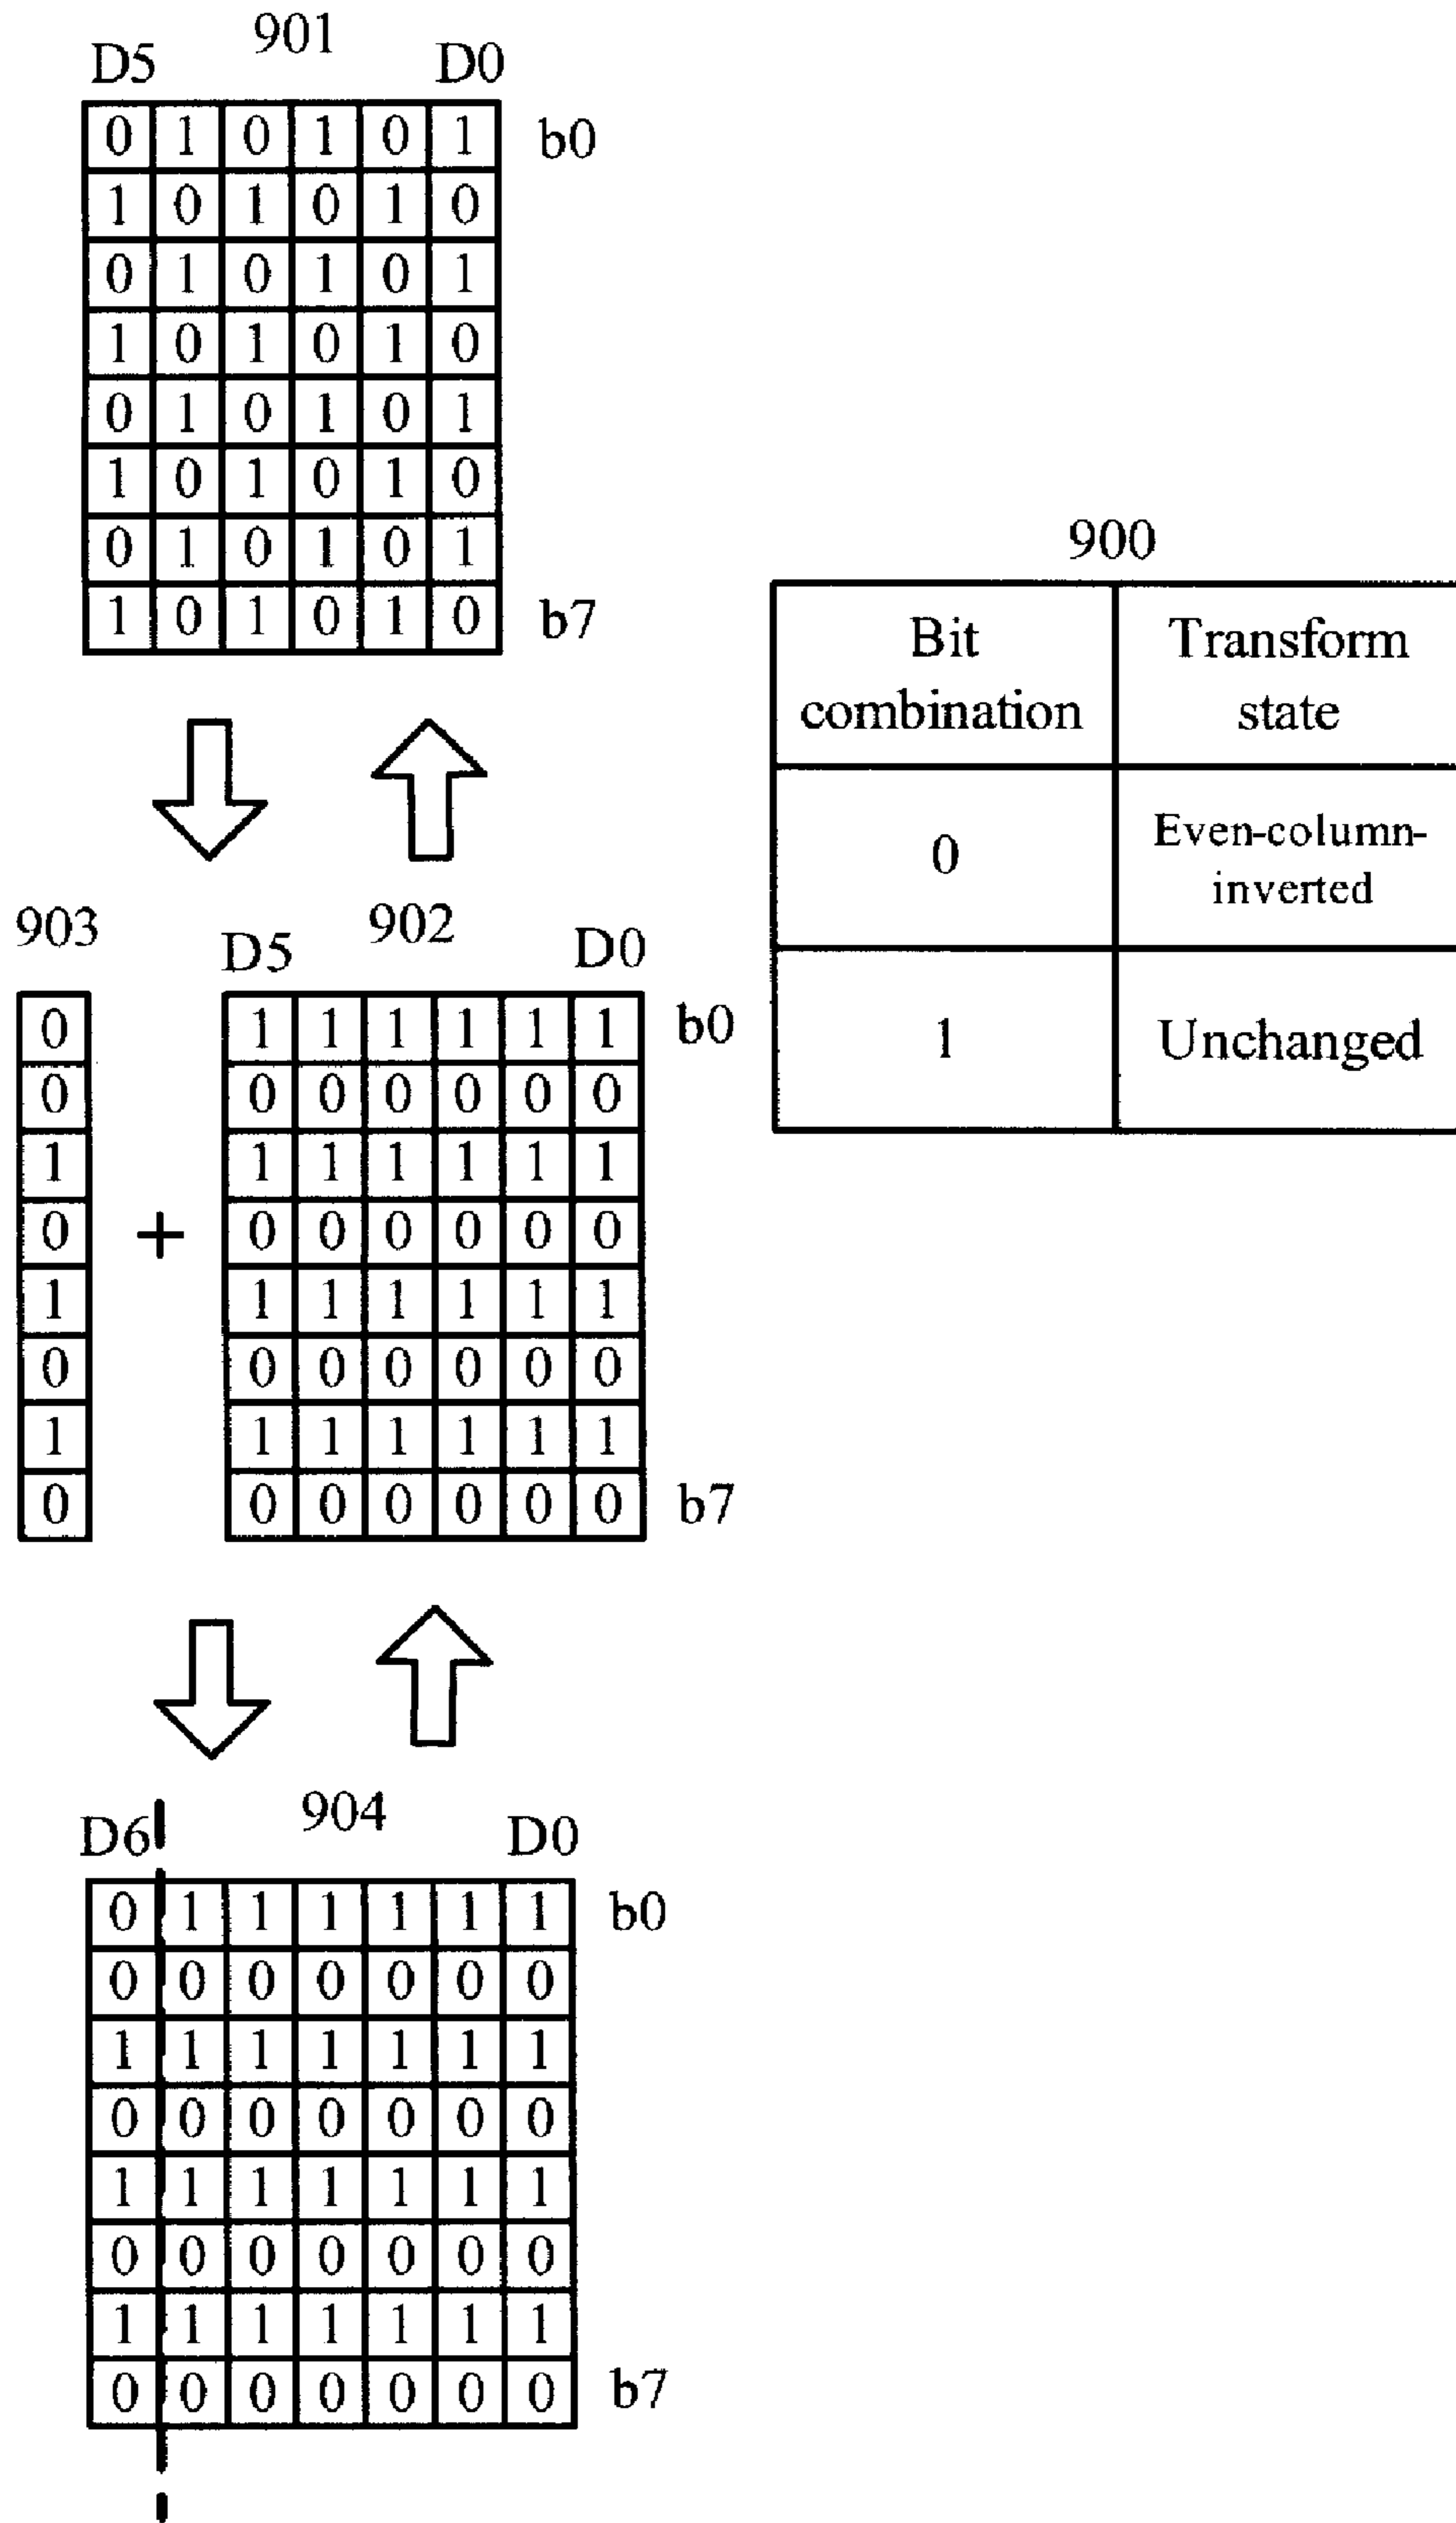 901
D5 D0
0 1 0 1 0 1 b0
1 0 1 0 1 0
0 1 0 1 0 1
1 0 1 0 1 0
0 1 0 1 0 1
1 0 1 0 1 0
0 1 0 1 0 1
1 0 1 0 1 0 b7
900
Bit combination
Transform state
0
Even-column-
inverted
1
Unchanged
903
902
D5 D0
0 + 1 1 1 1 1 1 b0
0 0 0 0 0 0 0
1 1 1 1 1 1 1
0 0 0 0 0 0 0
1 1 1 1 1 1 1
0 0 0 0 0 0 0
1 1 1 1 1 1 1
0 0 0 0 0 0 0 b7
904
D6 D0
0 1 1 1 1 1 1 b0
0 0 0 0 0 0 0
1 1 1 1 1 1 1
0 0 0 0 0 0 0
1 1 1 1 1 1 1
0 0 0 0 0 0 0
1 1 1 1 1 1 1
0 0 0 0 0 0 0 b7